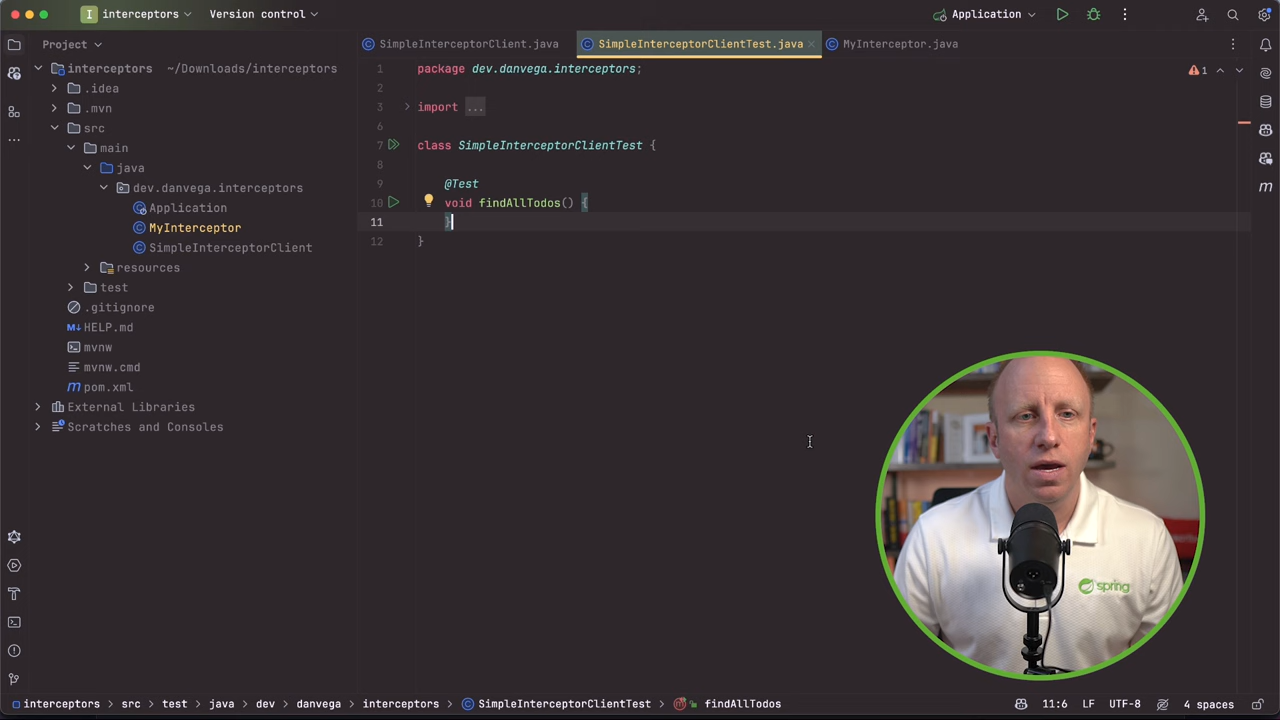 interceptors
Version control
Application
Project
SimpleInterceptorClient.java
SimpleInterceptorClientTest.java
MyInterceptor.java
interceptors ~/Downloads/interceptors
.idea
.mvn
src
main
java
dev.danvega.interceptors
Application
MyInterceptor
SimpleInterceptorClient
resources
test
.gitignore
HELP.md
mvnw
mvnw.cmd
pom.xml
External Libraries
Scratches and Consoles
1 package dev.danvega.interceptors;
2
3 import ...
6
7 class SimpleInterceptorClientTest {
8
9 @Test
10 void findAllTodos() {
11 }
12 }
1
spring
interceptors > src > test > java > dev > danvega > interceptors > SimpleInterceptorClientTest > findAllTodos
11:6 LF UTF-8 4 spaces